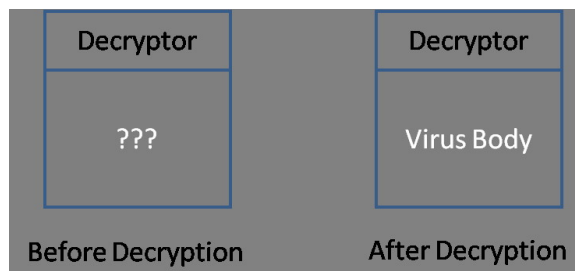 Decryptor
Decryptor
???
Virus Body
Before Decryption
After Decryption